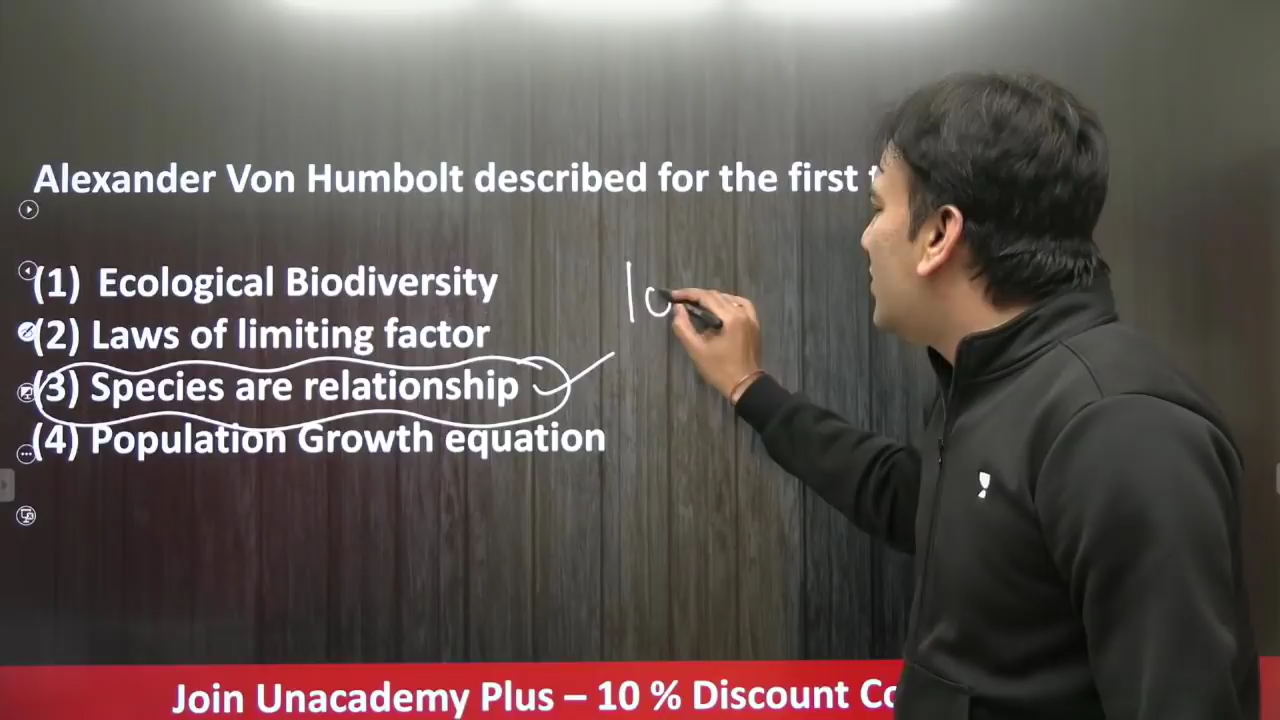 Alexander Von Humbolt described for the first
(1) Ecological Biodiversity
(2) Laws of limiting factor
(3) Species are relationship
(4) Population Growth equation
lo
Join Unacademy Plus – 10 % Discount